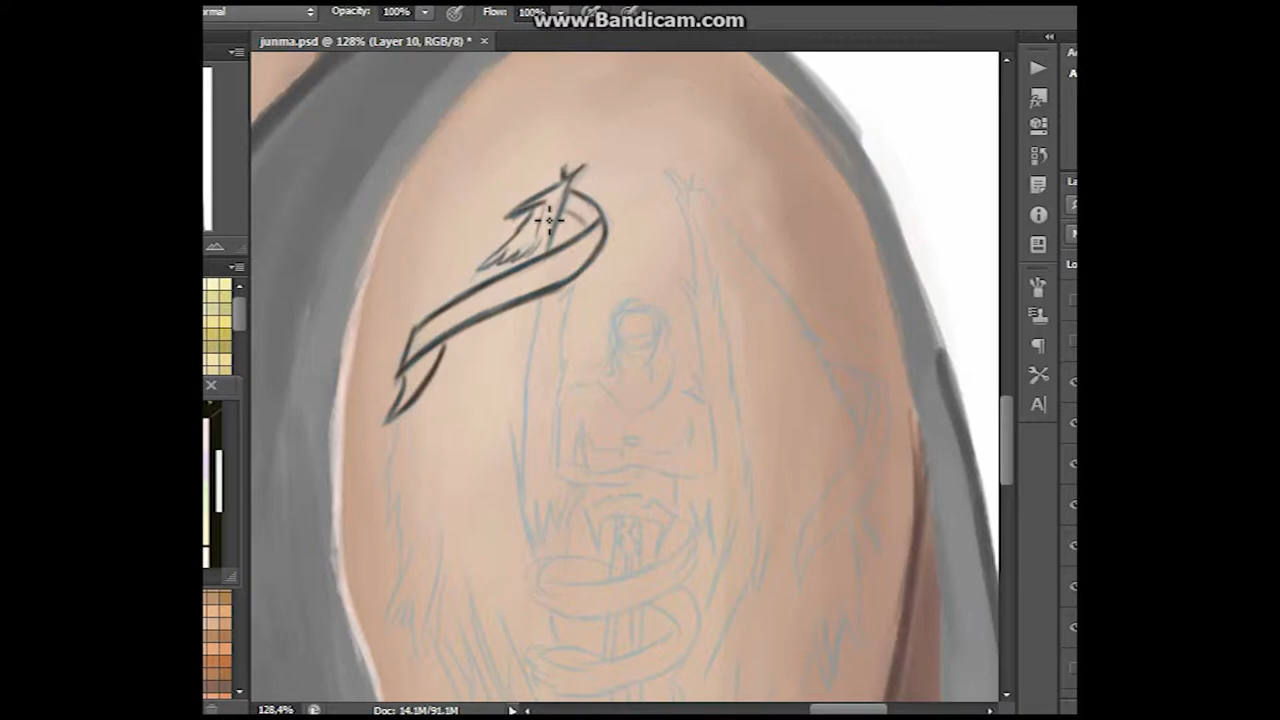 www.Bandicam.com
Opacity: 100% Flow: 100%
junma.psd @ 128% (Layer 10, RGB/8) * ×
128,4% Doc: 14.1M/91.1M